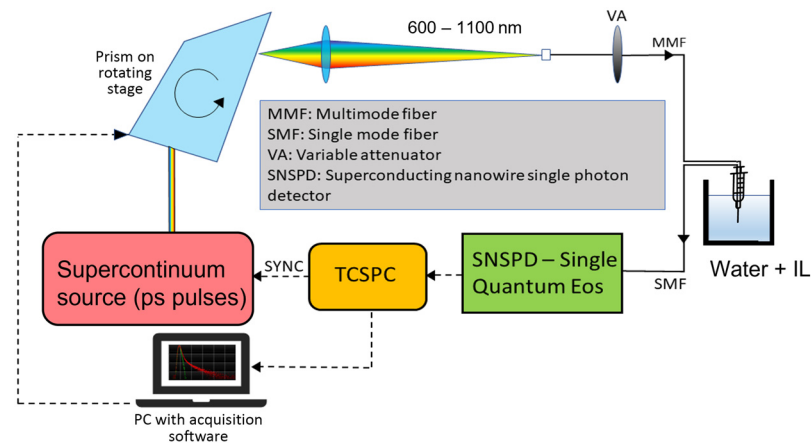 Prism on
rotating
stage
600 – 1100 nm
VA
MMF
MMF: Multimode fiber
SMF: Single mode fiber
VA: Variable attenuator
SNSPD: Superconducting nanowire single photon
detector
Supercontinuum
source (ps pulses)
SYNC
TCSPC
SNSPD – Single
Quantum Eos
SMF
Water + IL
PC with acquisition
software